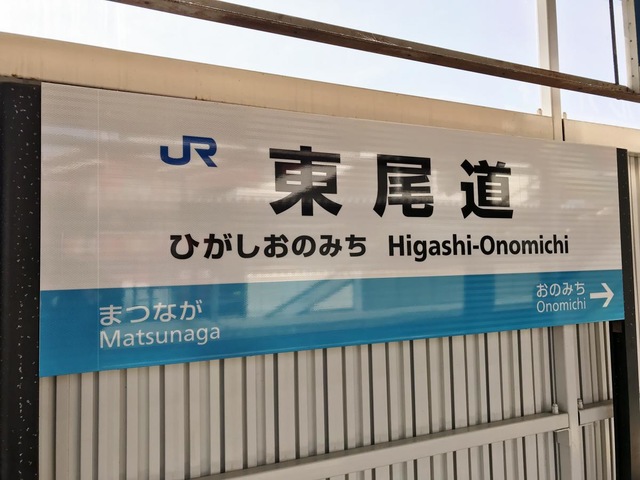 JR 東尾道
ひがしおのみち Higashi-Onomichi
まつなが
Matsunaga
おのみち
Onomichi